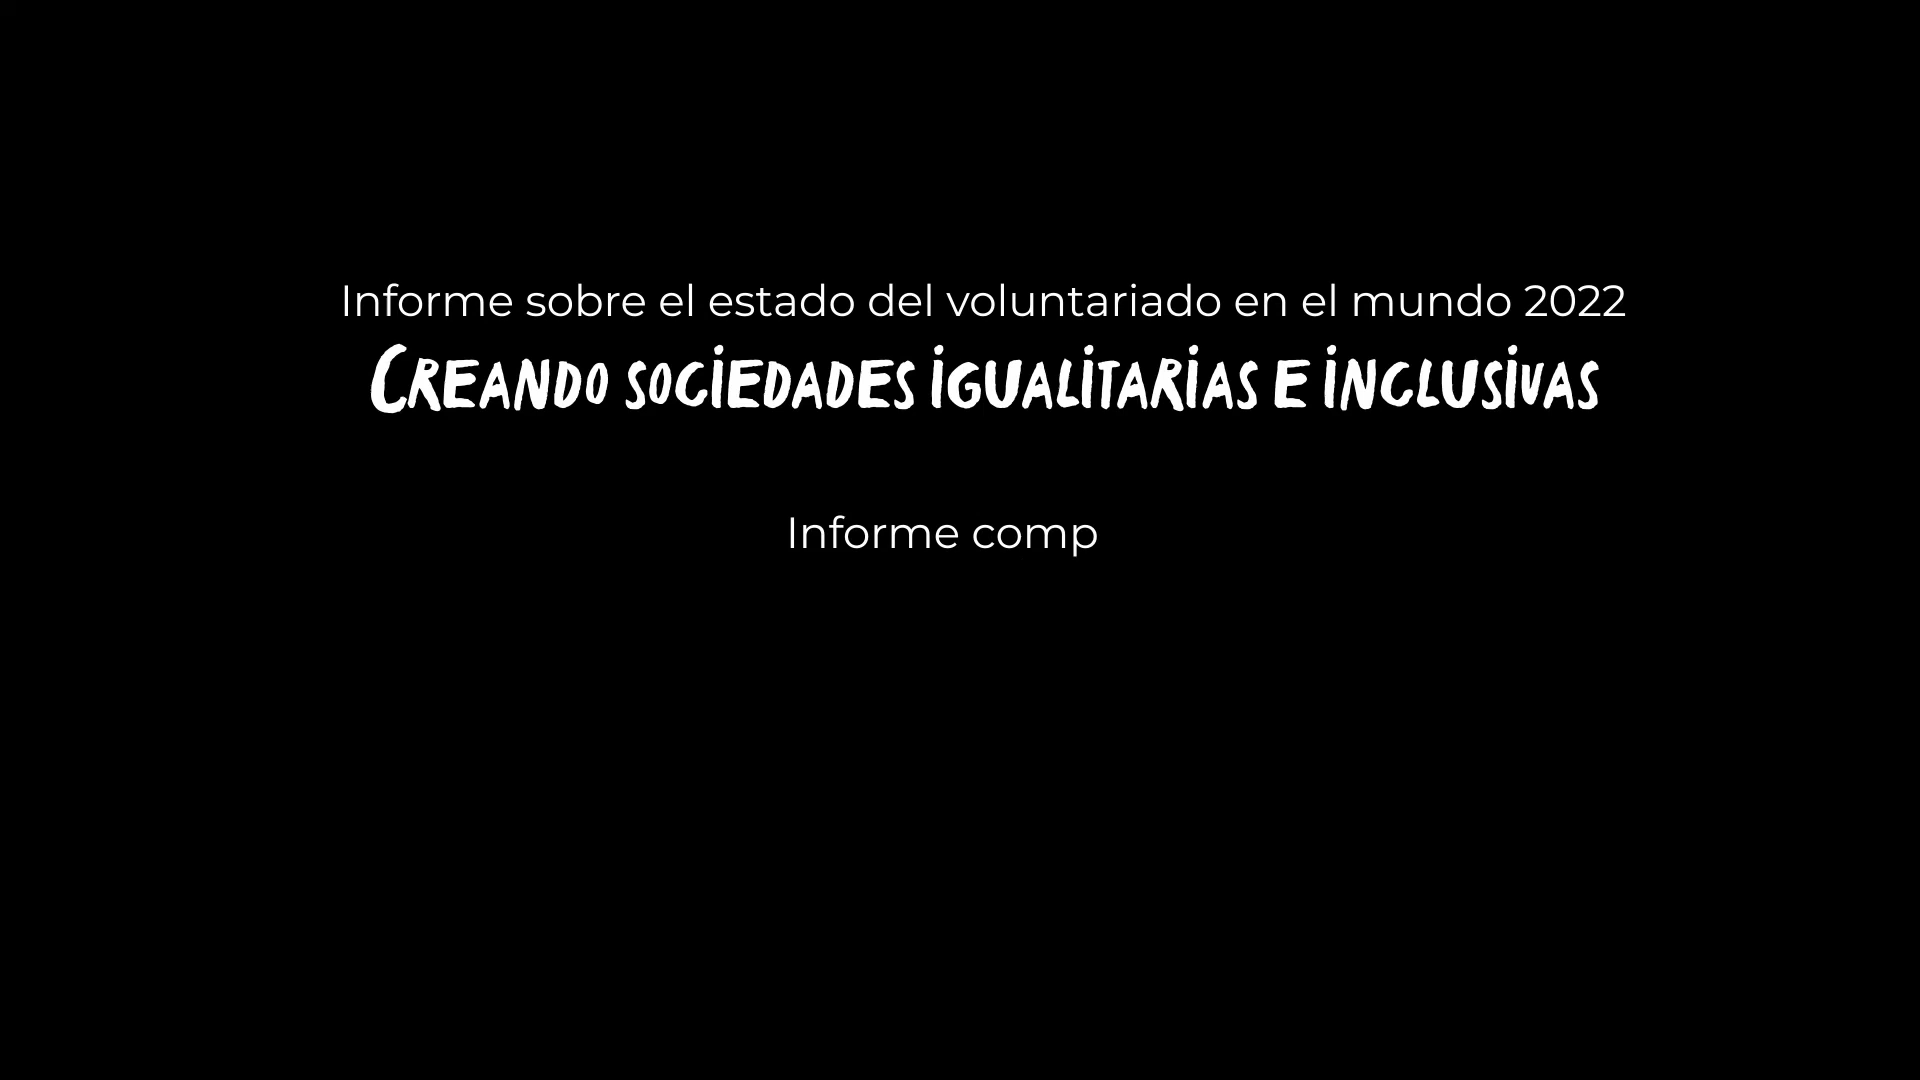 Informe sobre el estado del voluntariado en el mundo 2022
Creando sociedades igualitarias e inclusivas
Informe comp